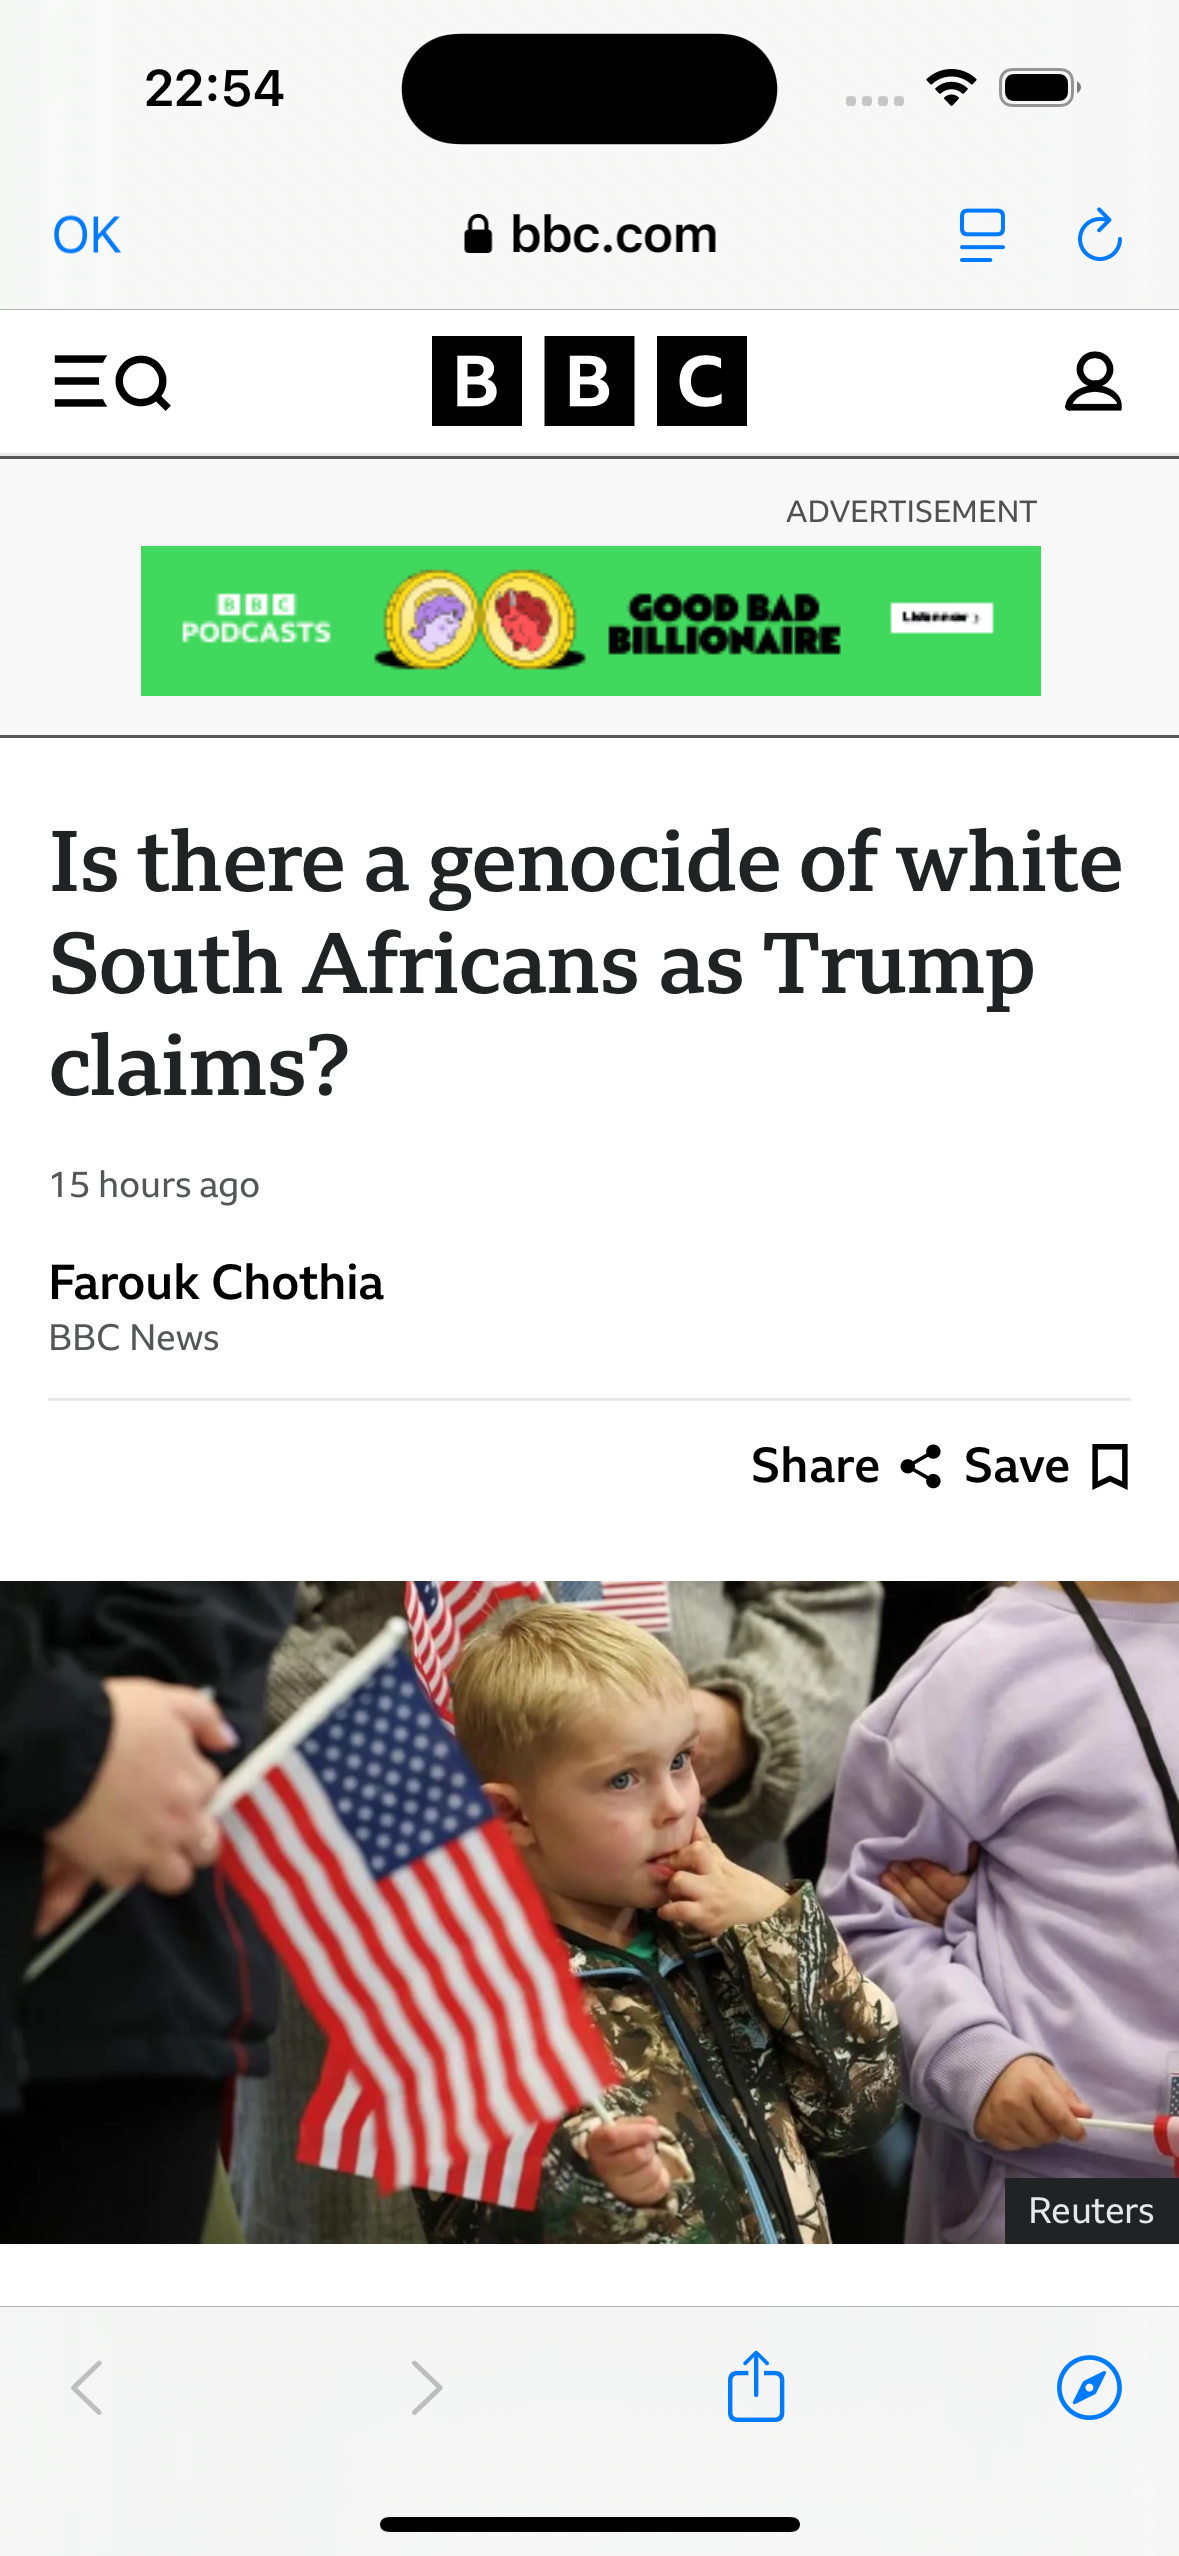 22:54
OK
bbc.com
BBC
ADVERTISEMENT
BBC
PODCASTS
GOOD BAD
BILLIONAIRE
Is there a genocide of white
South Africans as Trump
claims?
15 hours ago
Farouk Chothia
BBC News
Share
Save
Reuters